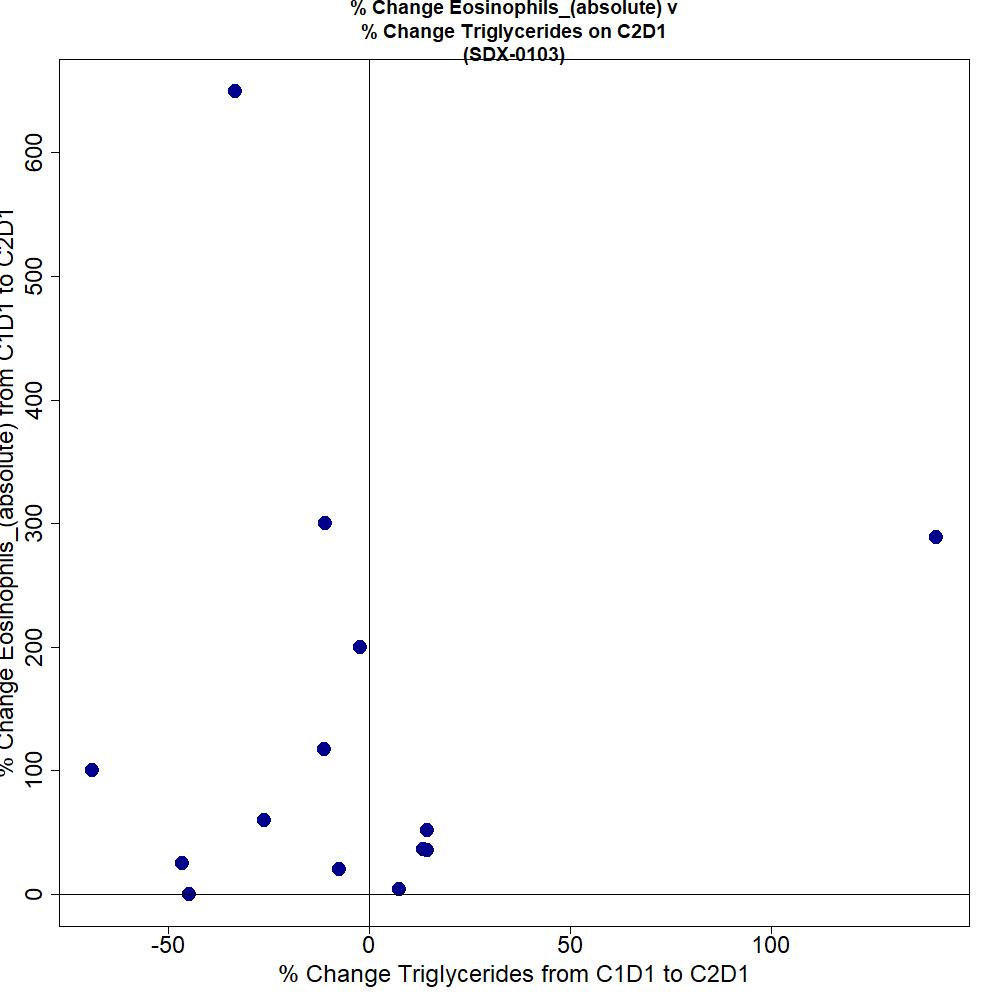 % Change Eosinophils_(absolute) v
% Change Triglycerides on C2D1
(SDX-0103)
% Change Eosinophils_(absolute) from C1D1 to C2D1
600
500
400
300
200
100
0
-50
0
50
100
% Change Triglycerides from C1D1 to C2D1